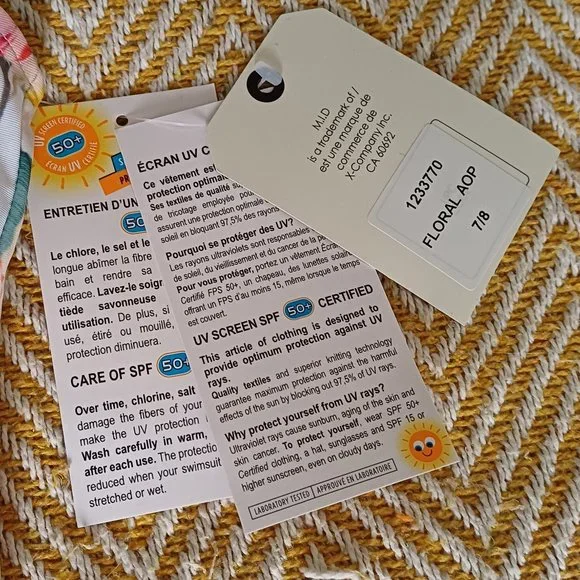 UV SCREEN CERTIFIED
50+
ÉCRAN UV CERTIFIÉ
ENTRETIEN D'UN
Le chlore, le sel et le
longue abîmer la fibre
bain et rendre sa
efficace. Lavez-le soign
tiède savonneuse
utilisation. De plus, si
usé, étiré ou mouillé,
protection diminuera.
CARE OF SPF 50+
Over time, chlorine, salt
damage the fibers of your
make the UV protection
Wash carefully in warm,
after each use. The protectio
reduced when your swimsuit
stretched or wet.
ÉCRAN UV C
Ce vêtement est
protection optimal
Ses textiles de qualité su
de tricotage employée pour
assurent une protection optimale
soleil en bloquant 97,5% des rayons
Pourquoi se protéger des UV?
Les rayons ultraviolets sont responsables
de soleil, du vieillissement et du cancer de la p
Pour vous protéger, portez un vêtement Écran
Certifié FPS 50+, un chapeau, des lunettes solaires
offrant un FPS d'au moins 15, même lorsque le temps
est couvert.
UV SCREEN SPF 50+ CERTIFIED
This article of clothing is designed to
provide optimum protection against UV
rays.
Quality textiles and superior knitting technology
guarantee maximum protection against the harmful
effects of the sun by blocking out 97,5% of UV rays.
Why protect yourself from UV rays?
Ultraviolet rays cause sunburn, aging of the skin and
skin cancer. To protect yourself, wear SPF 50+
Certified clothing, a hat, sunglasses and SPF 15 or
higher sunscreen, even on cloudy days.
LABORATORY TESTED | APPROUVÉ EN LABORATOIRE
M.I.D
is a trademark of /
est une marque de
commerce de
X-Company Inc.
CA 60692
1233770
FLORAL AOP
7/8